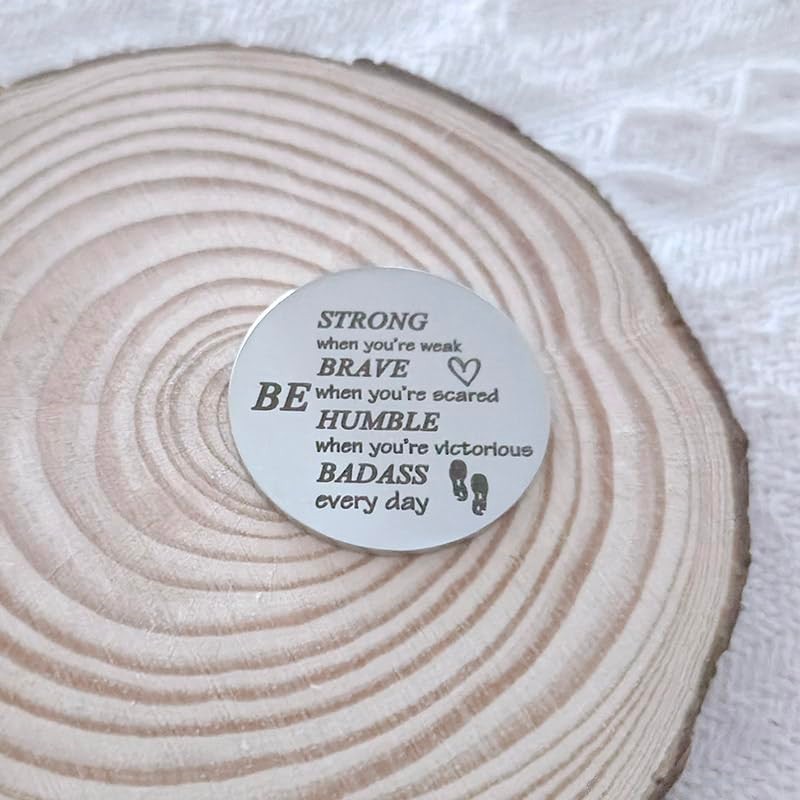 BE
STRONG
when you're weak
BRAVE
when you're scared
HUMBLE
when you're victorious
BADASS
every day